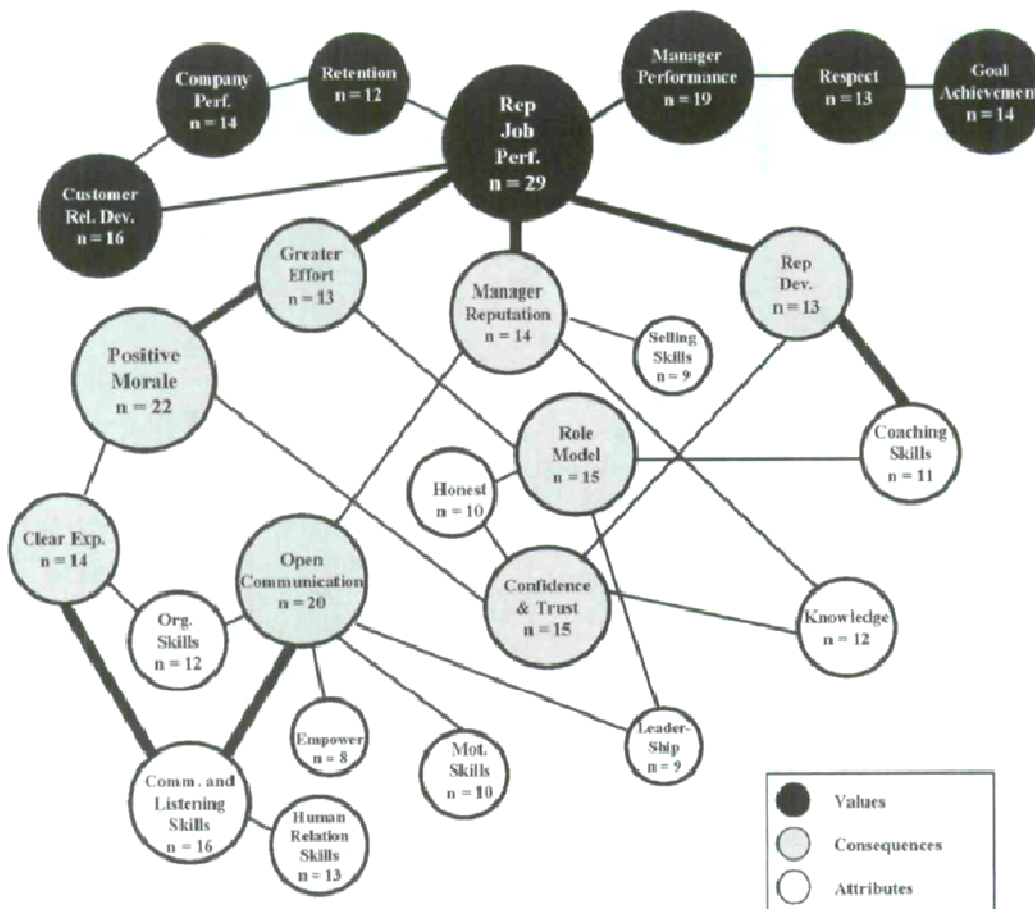 Company
Perf.
n = 14
Retention
n = 12
Rep
Job
Perf.
n = 29
Manager
Performance
n = 19
Respect
n = 13
Goal
Achievement
n = 14
Customer
Rel. Dev.
n = 16
Greater
Effort
n = 13
Manager
Reputation
n = 14
Rep
Dev.
n = 13
Selling
Skills
n = 9
Positive
Morale
n = 22
Role
Model
n = 15
Coaching
Skills
n = 11
Honest
n = 10
Clear Exp.
n = 14
Open
Communication
n = 20
Confidence
& Trust
n = 15
Org.
Skills
n = 12
Knowledge
n = 12
Empower
n = 8
Mot.
Skills
n = 10
Leader-
Ship
n = 9
Comm. and
Listening
Skills
n = 16
Human
Relation
Skills
n = 13
Values
Consequences
Attributes